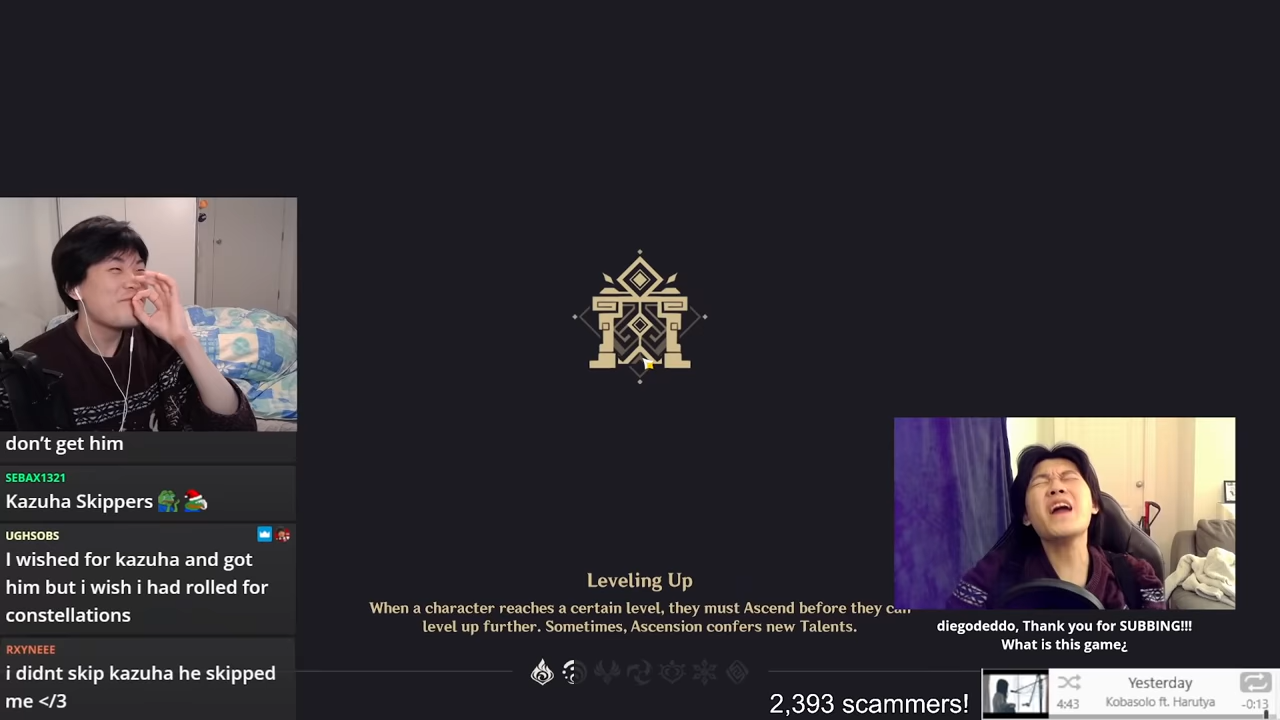 don't get him
SEBAX1321
Kazuha Skippers
UGHSOBS
I wished for kazuha and got
him but i wish i had rolled for
constellations
RXYNEEE
i didnt skip kazuha he skipped
me </3
Leveling Up
When a character reaches a certain level, they must Ascend before they can
level up further. Sometimes, Ascension confers new Talents.
diegodeddo, Thank you for SUBBING!!!
What is this game¿
2,393 scammers!
Yesterday
Kobasolo ft. Harutya
4:43
-0:13